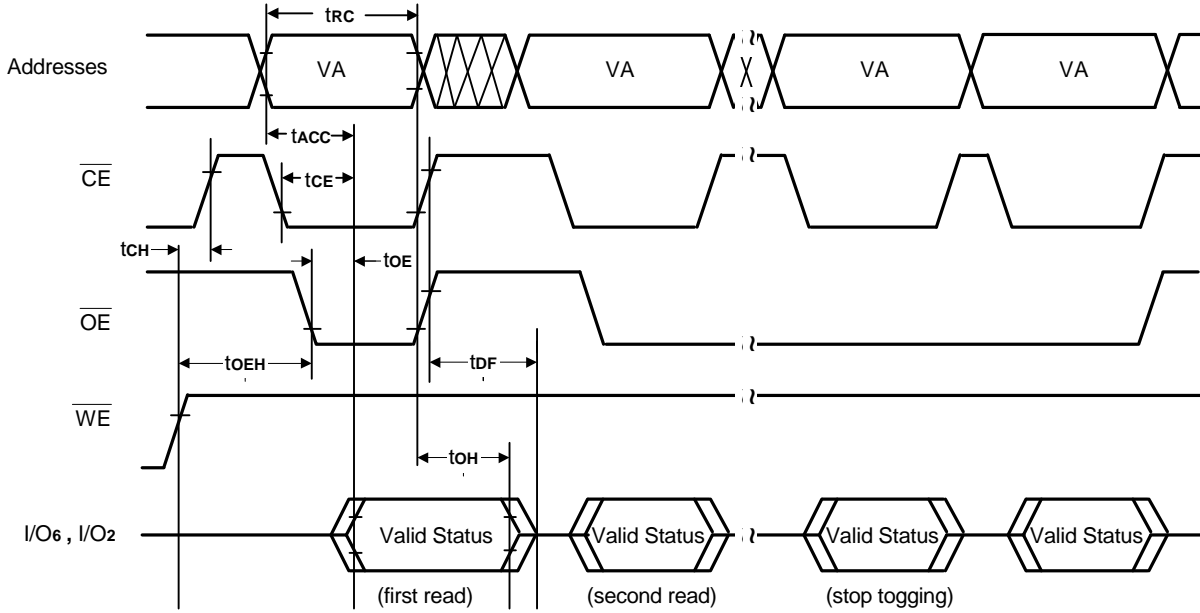 tRC
Addresses VA VA VA VA
tACC
CE tCE
tCH tOE
OE
tOEH tDF
WE
tOH
I/O6 , I/O2 Valid Status Valid Status Valid Status Valid Status
(first read) (second read) (stop togging)